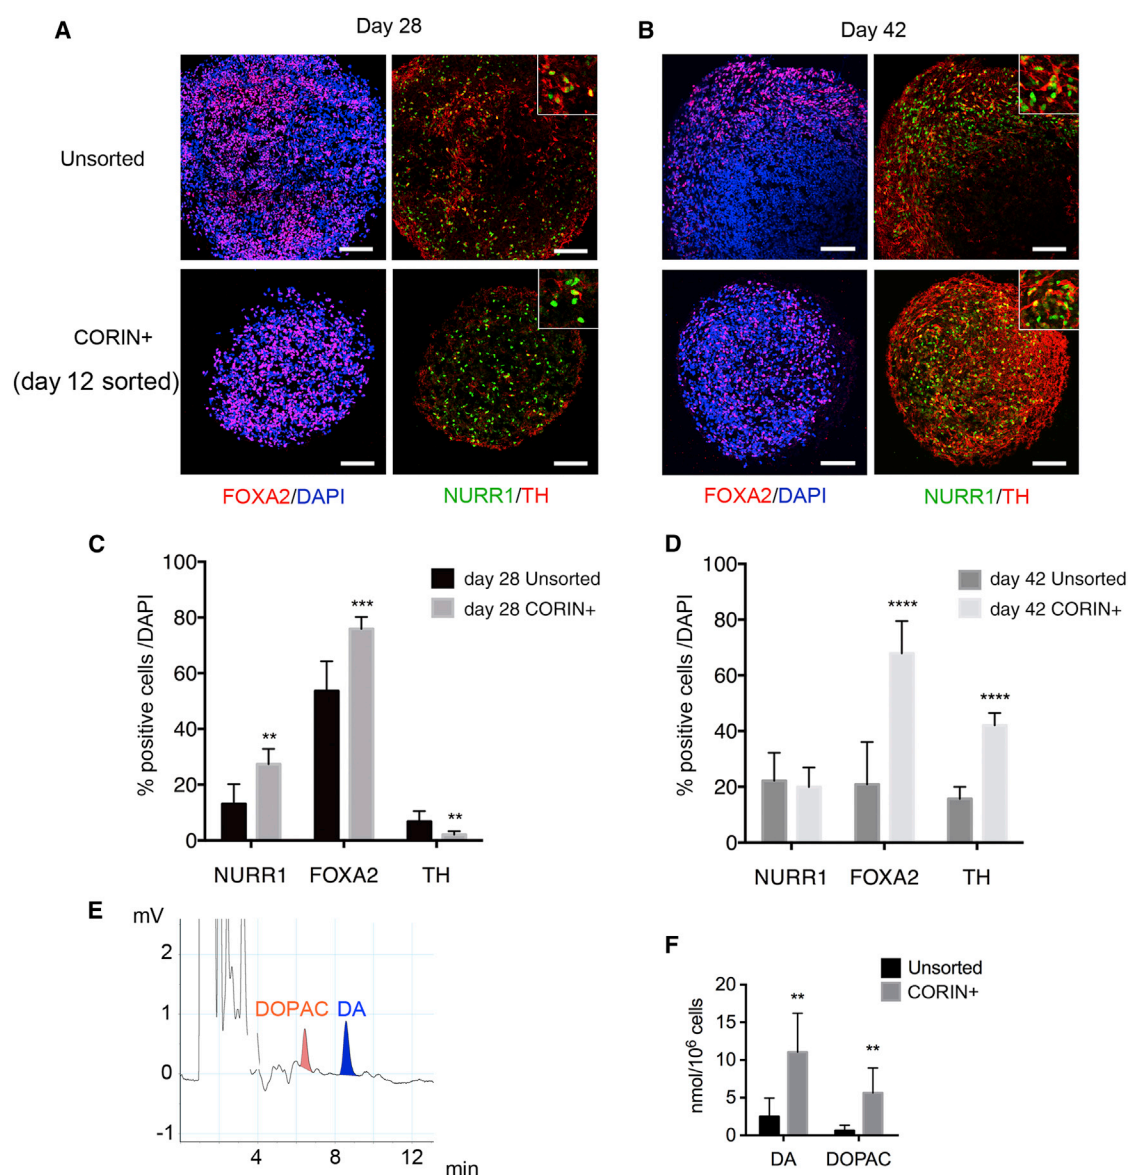 A
Day 28
B
Day 42
Unsorted
CORIN+
(day 12 sorted)
FOXA2/DAPI
NURR1/TH
FOXA2/DAPI
NURR1/TH
C
% positive cells /DAPI
100
80
60
40
20
0
day 28 Unsorted
day 28 CORIN+
**
***
**
NURR1
FOXA2
TH
D
% positive cells /DAPI
100
80
60
40
20
0
day 42 Unsorted
day 42 CORIN+
****
****
NURR1
FOXA2
TH
E
mV
2
1
0
-1
DOPAC
DA
4
8
12
min
F
nmol/10⁶ cells
20
15
10
5
0
Unsorted
CORIN+
**
**
DA
DOPAC